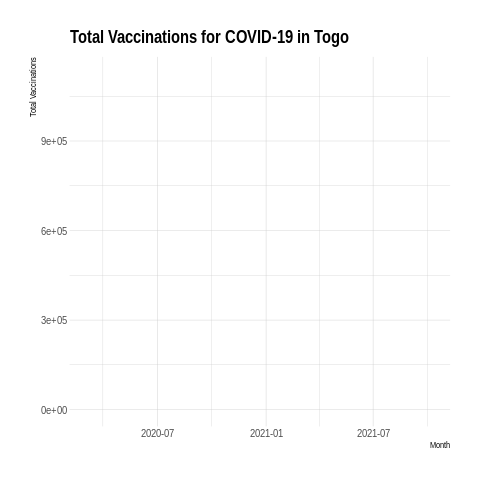 Total Vaccinations for COVID-19 in Togo
Total Vaccinations
9e+05
6e+05
3e+05
0e+00
2020-07 2021-01 2021-07
Month